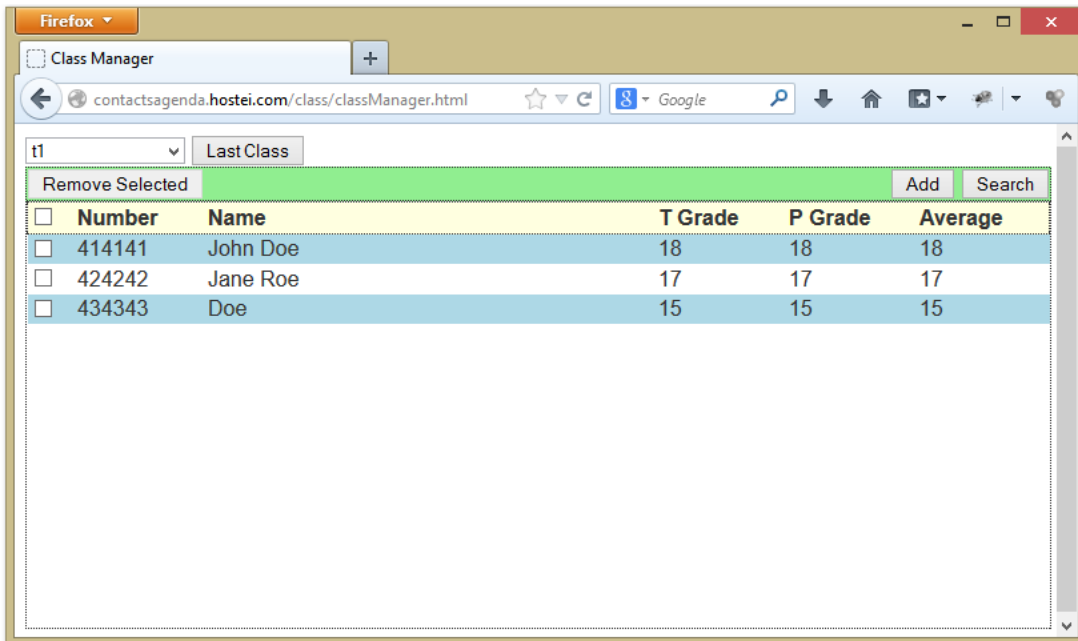 Firefox
Class Manager
contactsagenda.hostei.com/class/classManager.html
8 Google
t1 Last Class
Remove Selected Add Search
Number Name T Grade P Grade Average
414141 John Doe 18 18 18
424242 Jane Roe 17 17 17
434343 Doe 15 15 15